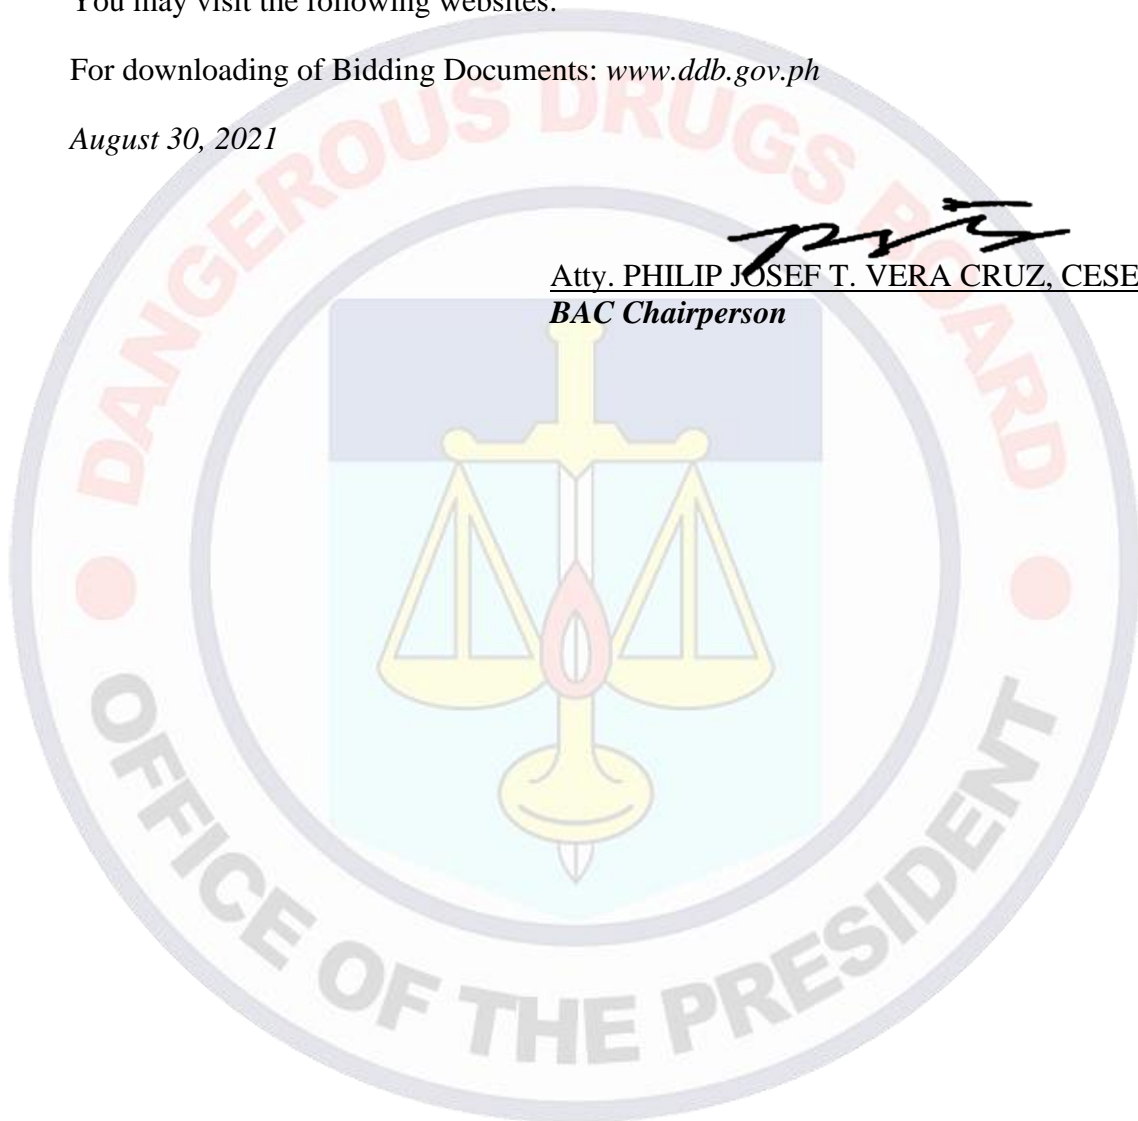 You may visit the following websites:
For downloading of Bidding Documents: www.ddb.gov.ph
August 30, 2021
Atty. PHILIP JOSEF T. VERA CRUZ, CESE
BAC Chairperson
DANGEROUS DRUGS BOARD
OFFICE OF THE PRESIDENT